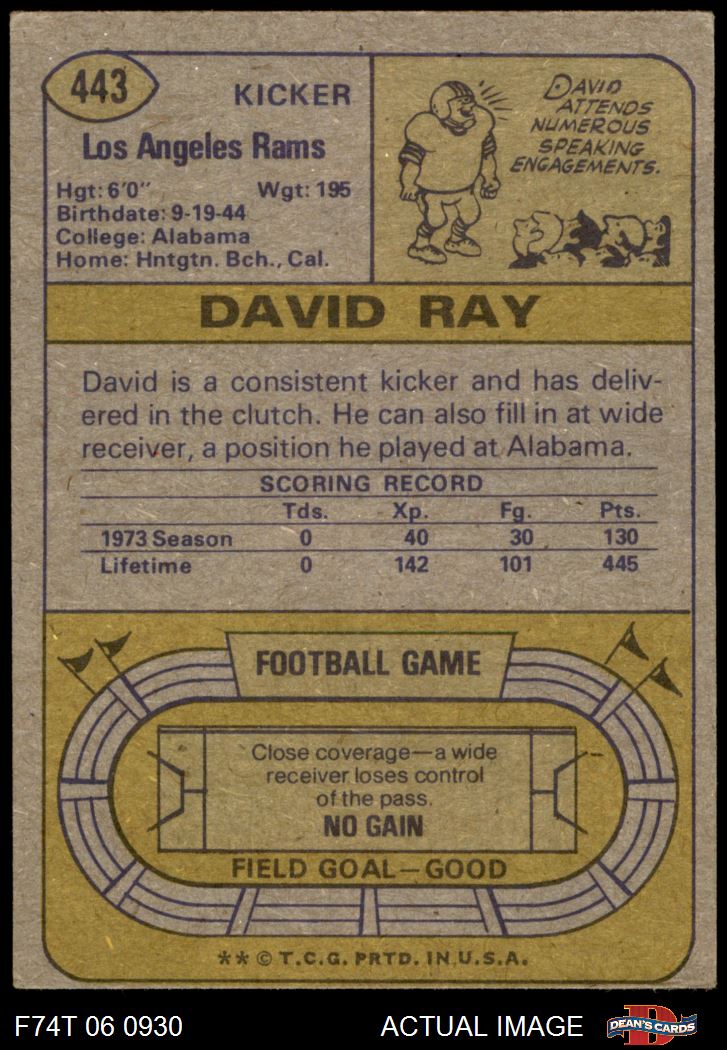 443
KICKER
Los Angeles Rams
Hgt: 6'0" Wgt: 195
Birthdate: 9-19-44
College: Alabama
Home: Hntgtn. Bch., Cal.
DAVID
ATTENDS
NUMEROUS
SPEAKING
ENGAGEMENTS.
DAVID RAY
David is a consistent kicker and has deliv-
ered in the clutch. He can also fill in at wide
receiver, a position he played at Alabama.
SCORING RECORD
Tds. Xp. Fg. Pts.
1973 Season 0 40 30 130
Lifetime 0 142 101 445
FOOTBALL GAME
Close coverage—a wide
receiver loses control
of the pass.
NO GAIN
FIELD GOAL—GOOD
** © T.C.G. PRTD. IN U.S.A.
F74T 06 0930 ACTUAL IMAGE
D
DEAN'S CARDS